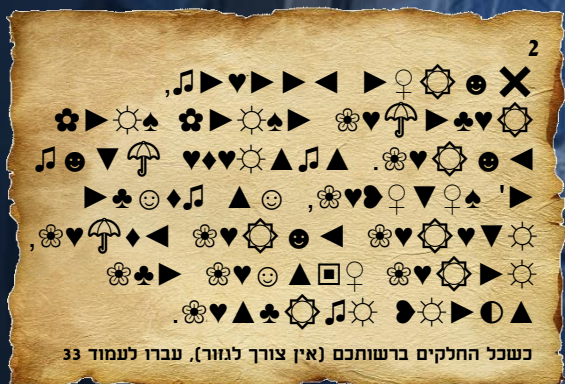 2
✕☻۞♀▶ ◀▶▶♥▶♫,
۞♥♣▶☂♥❀ ▶♠☼▶✿ ♠☼▶✿
◀☻۞♥❀. ▲♫▲☼♥♦♥ ☂▼☻♫
▶'♠♀▼♀❥♥❀, ☺▲ ♫♦☺♣▶
☼▼♥۞♥❀ ◀☻۞♥❀ ◀♦☂♥❀,
☼▶۞♥❀ ♀▣▲☺♥❀ ▶♣❀
▲◐▶☼❥ ☼♫۞♣▲♥❀.
כשכל החלקים ברשותכם (אין צורך לגזור), עברו לעמוד 33